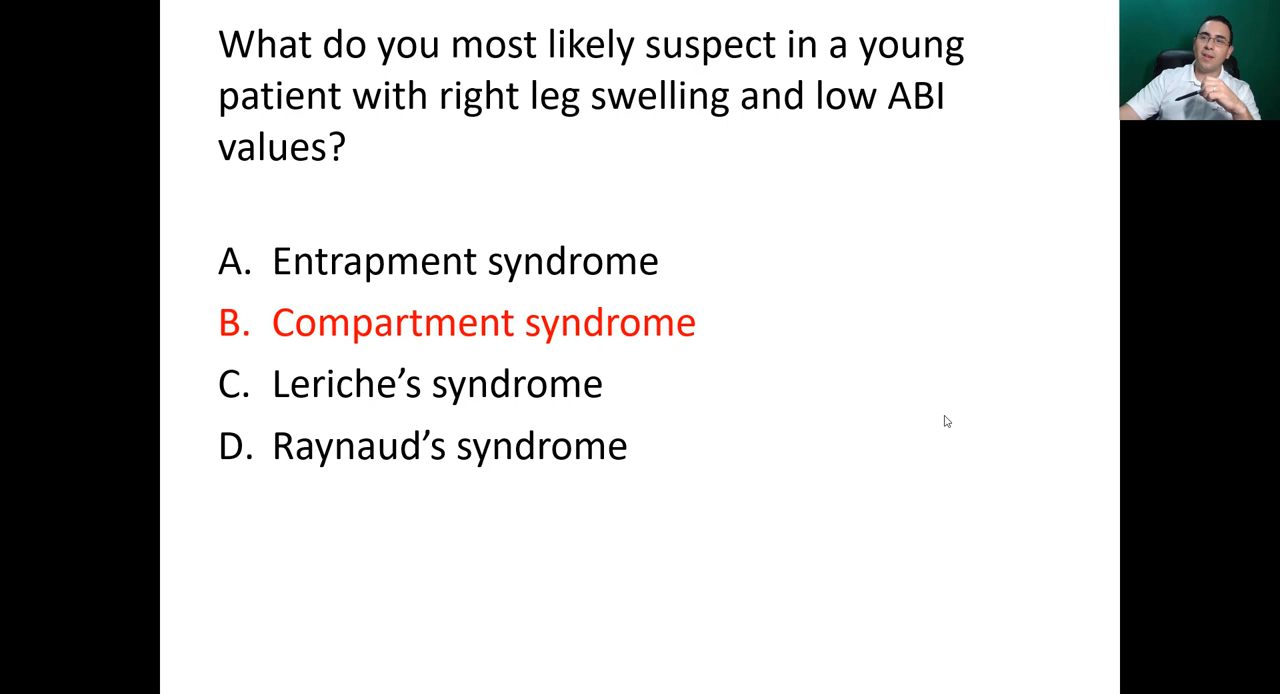 What do you most likely suspect in a young
patient with right leg swelling and low ABI
values?
A. Entrapment syndrome
B. Compartment syndrome
C. Leriche’s syndrome
D. Raynaud’s syndrome